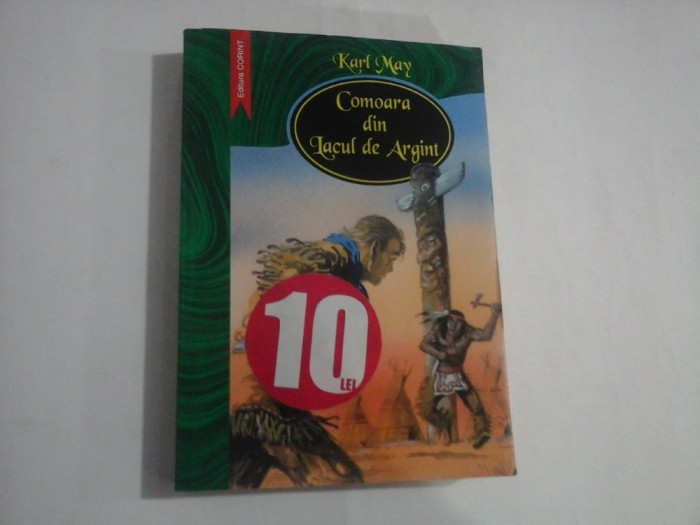 Editura CORINT
Karl May
Comoara
din
Lacul de Argint
10
LEI